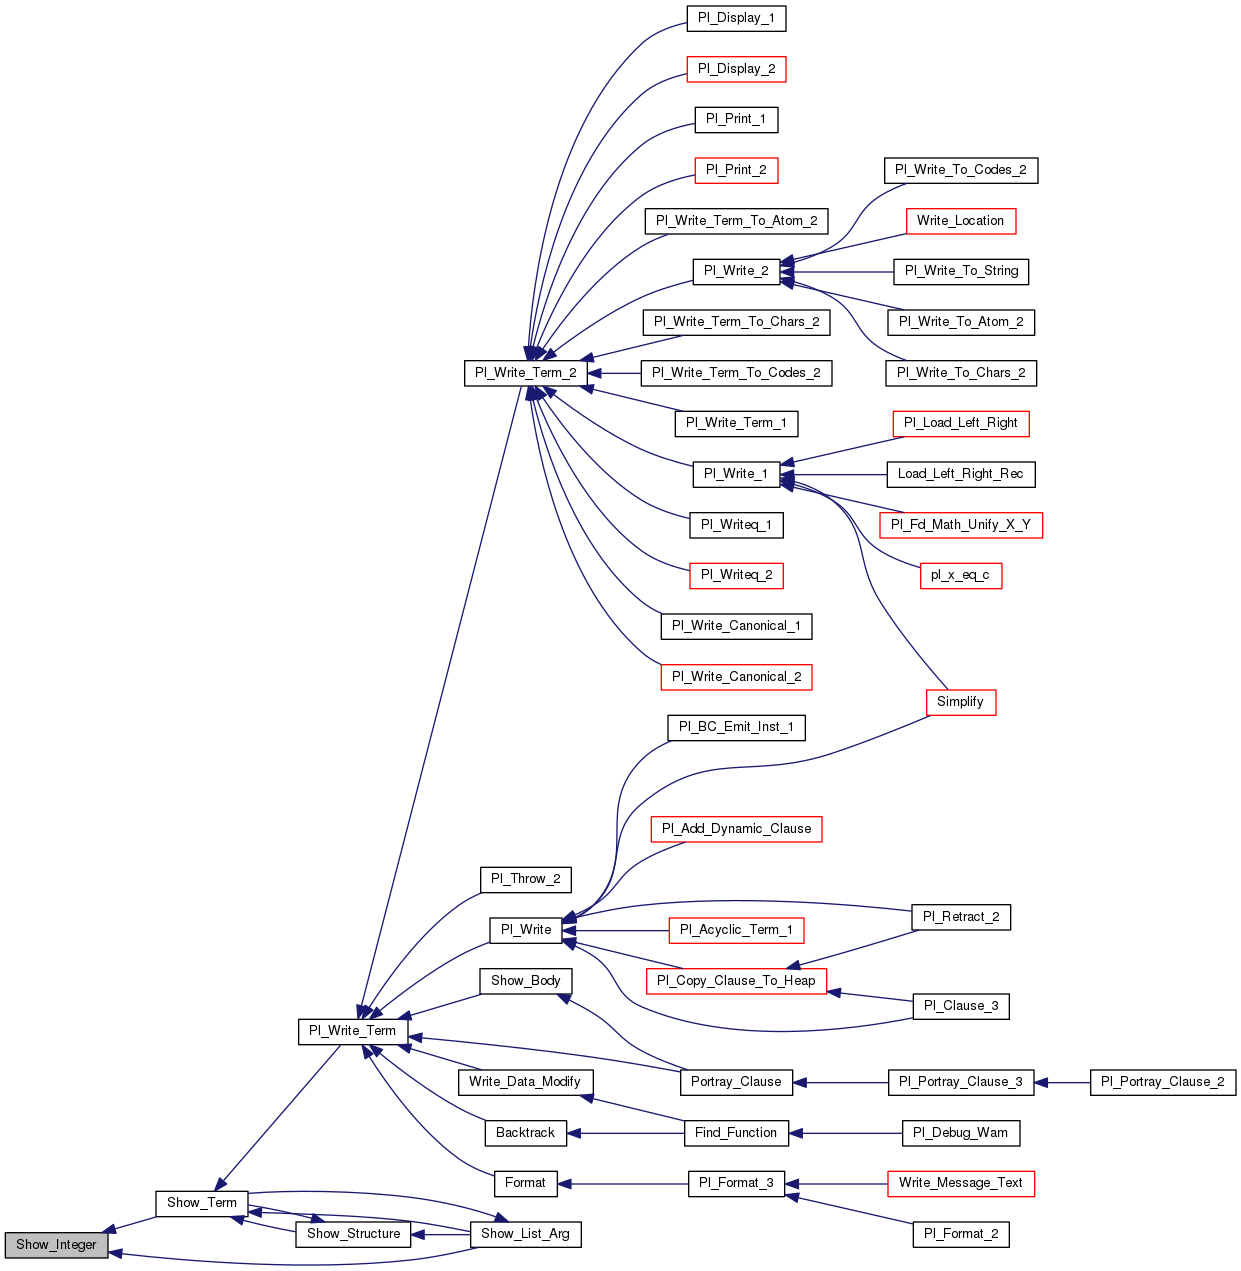 Pl_Display_1
Pl_Display_2
Pl_Print_1
Pl_Print_2
Pl_Write_To_Codes_2
Pl_Write_Term_To_Atom_2
Write_Location
Pl_Write_2
Pl_Write_To_String
Pl_Write_Term_To_Chars_2
Pl_Write_To_Atom_2
Pl_Write_Term_2
Pl_Write_Term_To_Codes_2
Pl_Write_To_Chars_2
Pl_Write_Term_1
Pl_Load_Left_Right
Pl_Write_1
Load_Left_Right_Rec
Pl_Writeq_1
Pl_Fd_Math_Unify_X_Y
Pl_Writeq_2
pl_x_eq_c
Pl_Write_Canonical_1
Pl_Write_Canonical_2
Simplify
Pl_BC_Emit_Inst_1
Pl_Add_Dynamic_Clause
Pl_Throw_2
Pl_Write
Pl_Acyclic_Term_1
Pl_Retract_2
Show_Body
Pl_Copy_Clause_To_Heap
Pl_Clause_3
Pl_Write_Term
Write_Data_Modify
Portray_Clause
Pl_Portray_Clause_3
Pl_Portray_Clause_2
Backtrack
Find_Function
Pl_Debug_Wam
Format
Pl_Format_3
Write_Message_Text
Show_Term
Show_Structure
Show_List_Arg
Pl_Format_2
Show_Integer